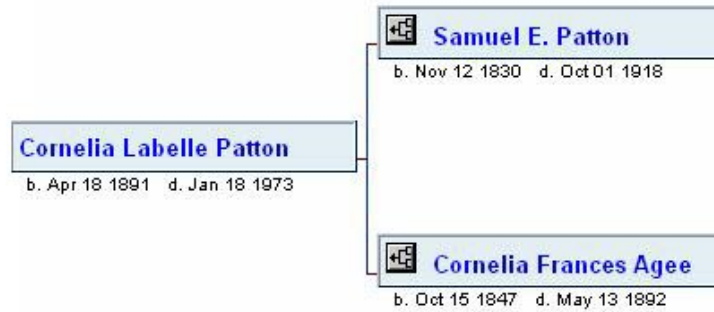 Samuel E. Patton
b. Nov 12 1830 d. Oct 01 1918
Cornelia Labelle Patton
b. Apr 18 1891 d. Jan 18 1973
Cornelia Frances Agee
b. Oct 15 1847 d. May 13 1892